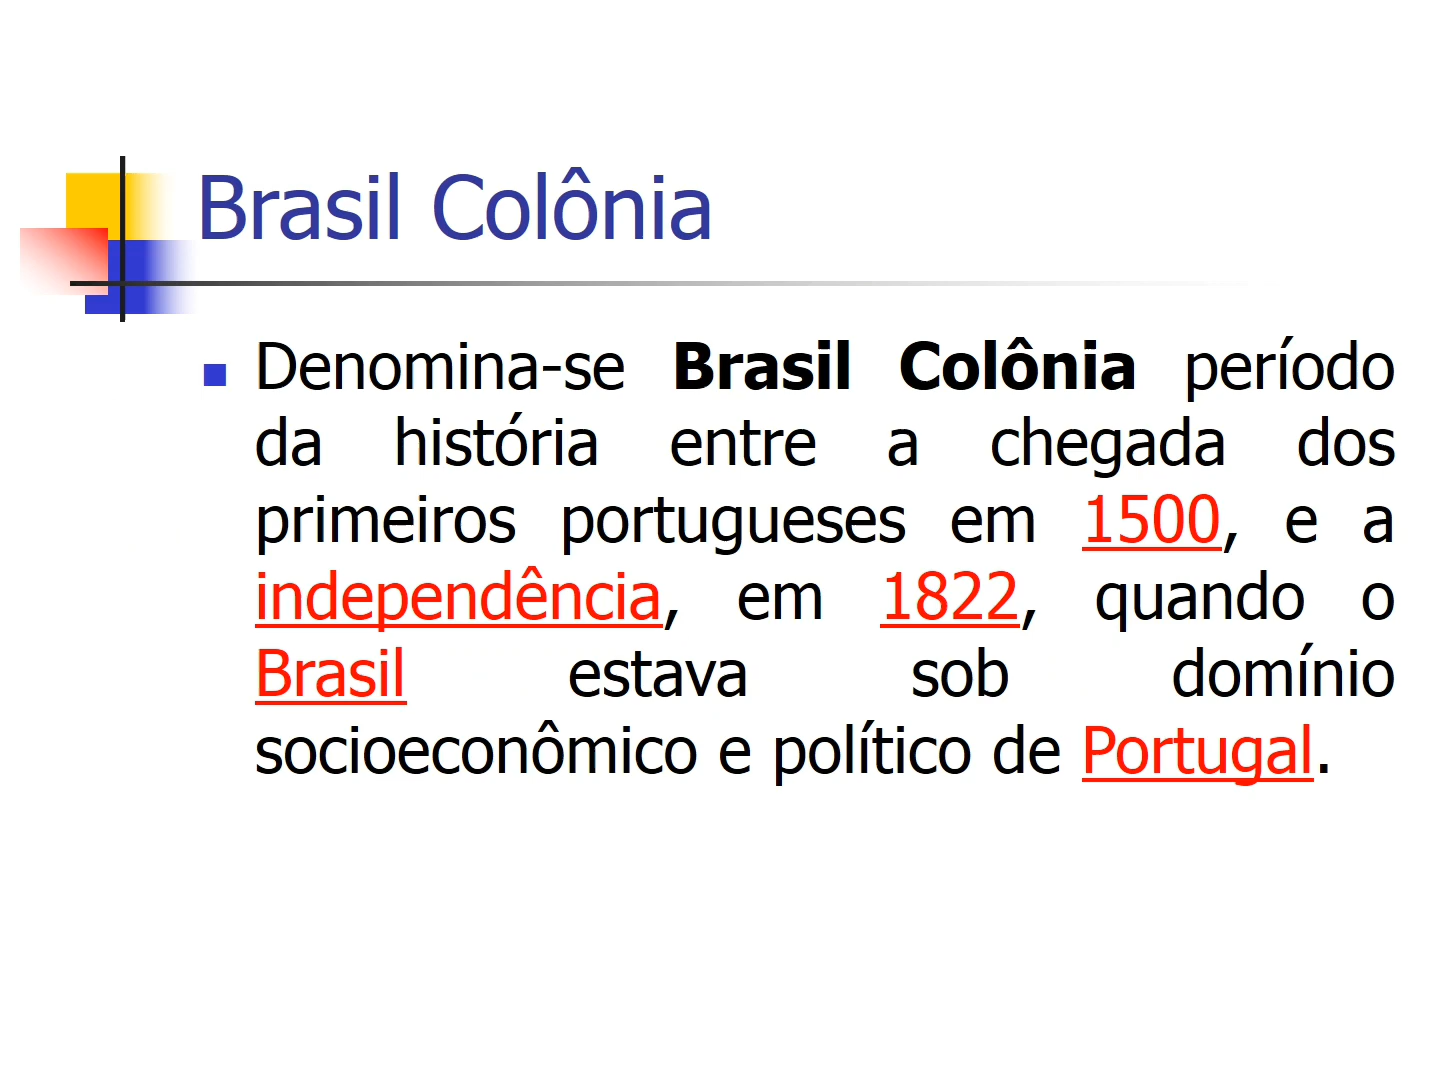 Brasil Colônia
Denomina-se Brasil Colônia período
da história entre a chegada dos
primeiros portugueses em 1500, e a
independência, em 1822, quando o
Brasil estava sob domínio
socioeconômico e político de Portugal.